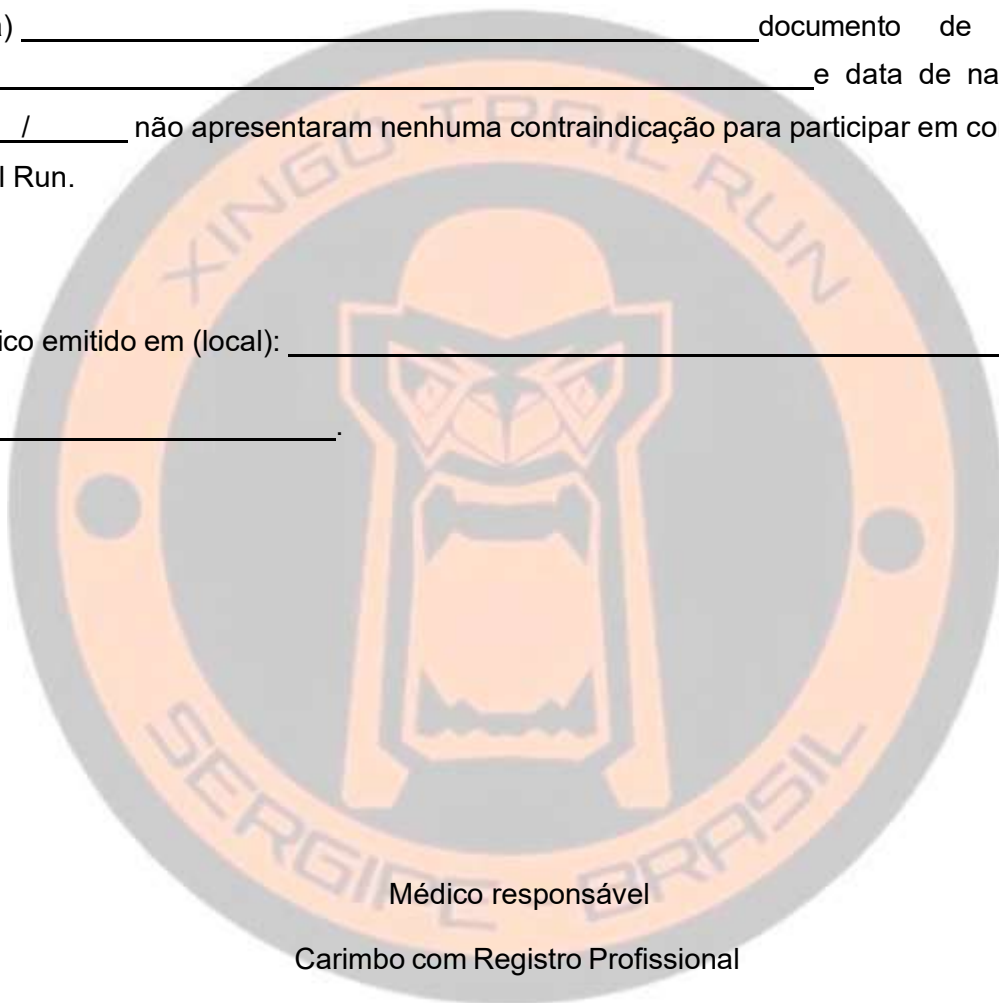 a) documento de
e data de na
/ não apresentaram nenhuma contraindicação para participar em co
l Run.
XINGO TRAIL RUN
ico emitido em (local):
.
SERGIPE BRASIL
Médico responsável
Carimbo com Registro Profissional